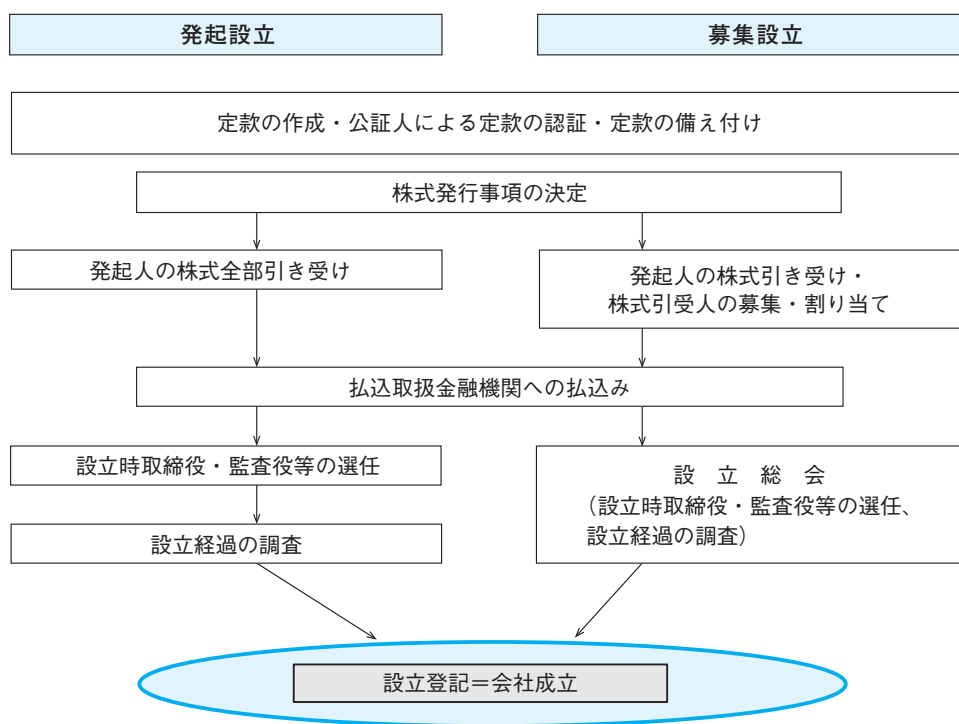 発起設立
募集設立
定款の作成・公証人による定款の認証・定款の備え付け
株式発行事項の決定
発起人の株式全部引き受け
発起人の株式引き受け・
株式引受人の募集・割り当て
払込取扱金融機関への払込み
設立時取締役・監査役等の選任
設立経過の調査
設　立　総　会
（設立時取締役・監査役等の選任、
設立経過の調査）
設立登記＝会社成立